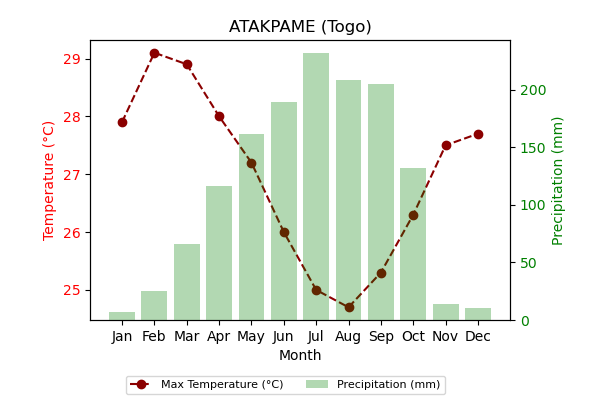 ATAKPAME (Togo)
29
28
27
26
25
Temperature (°C)
200
150
100
50
0
Precipitation (mm)
Jan Feb Mar Apr May Jun Jul Aug Sep Oct Nov Dec
Month
Max Temperature (°C) Precipitation (mm)